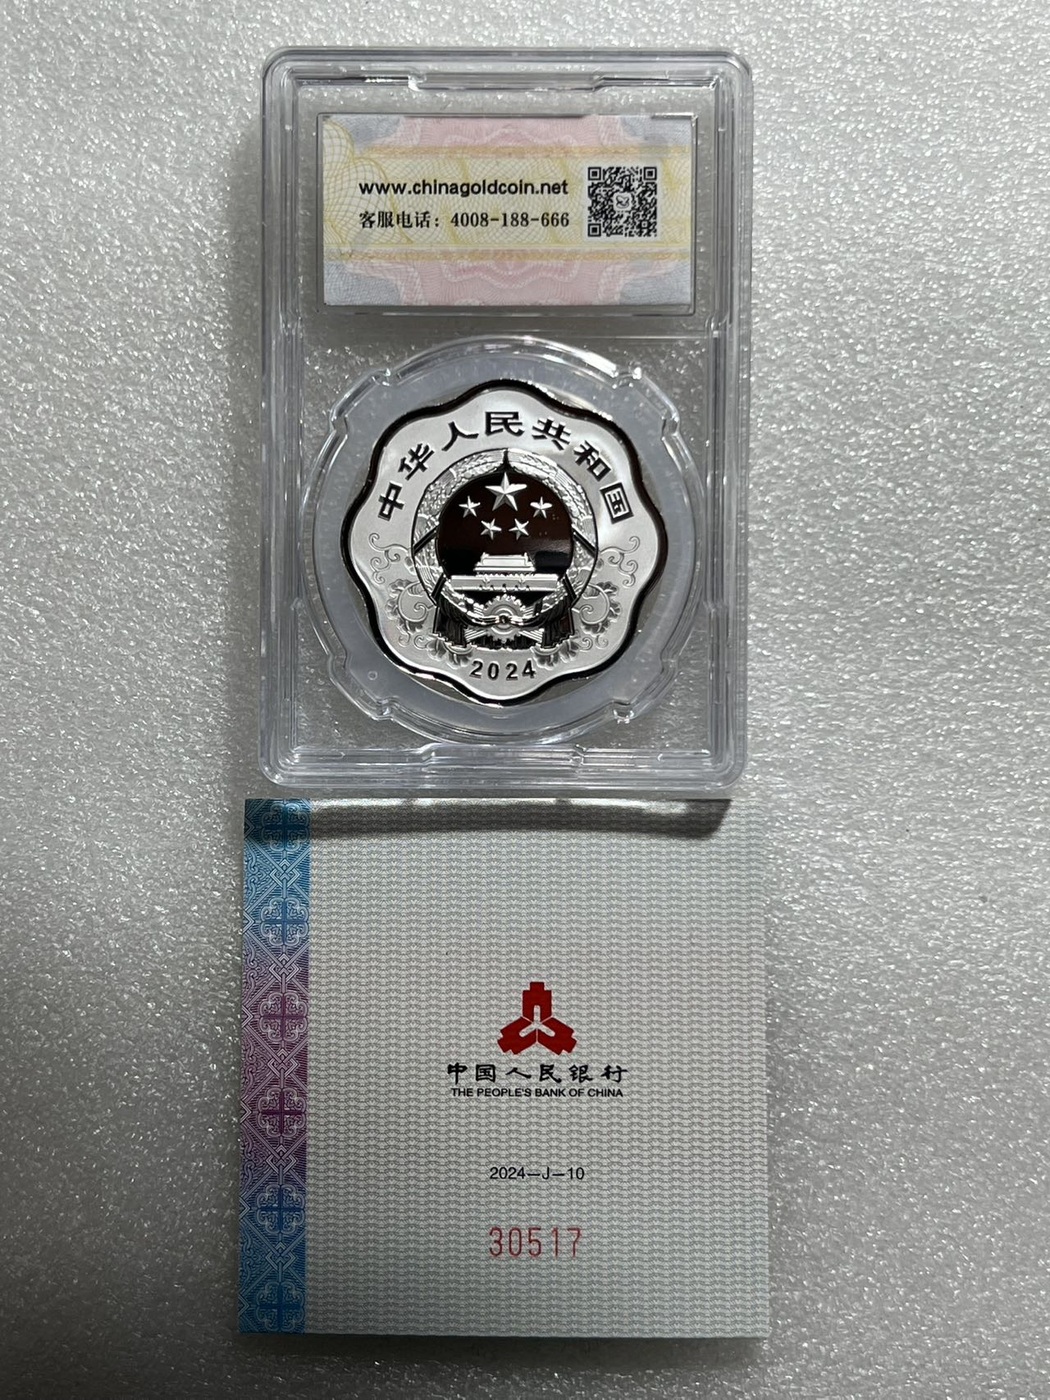 www.chinagoldcoin.net
客服电话：4008-188-666
中华人民共和国
2024
中国人民银行
THE PEOPLE'S BANK OF CHINA
2024—J—10
30517